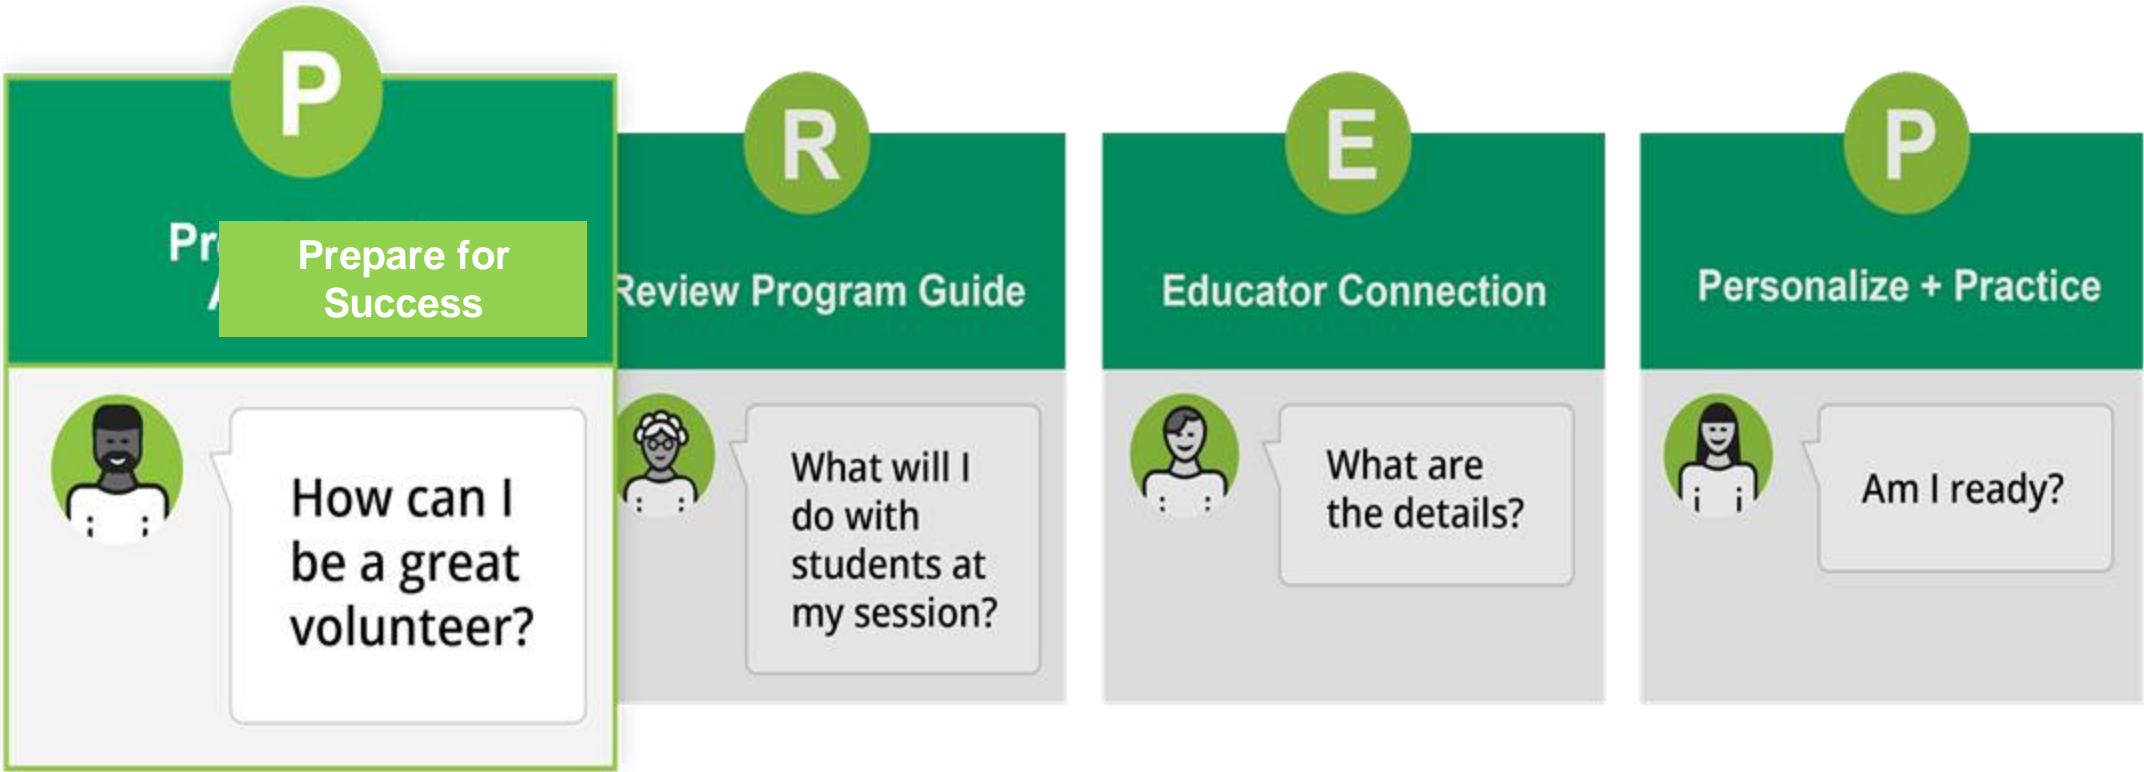 P
Prepare for
Success
How can I
be a great
volunteer?
R
Review Program Guide
What will I
do with
students at
my session?
E
Educator Connection
What are
the details?
P
Personalize + Practice
Am I ready?